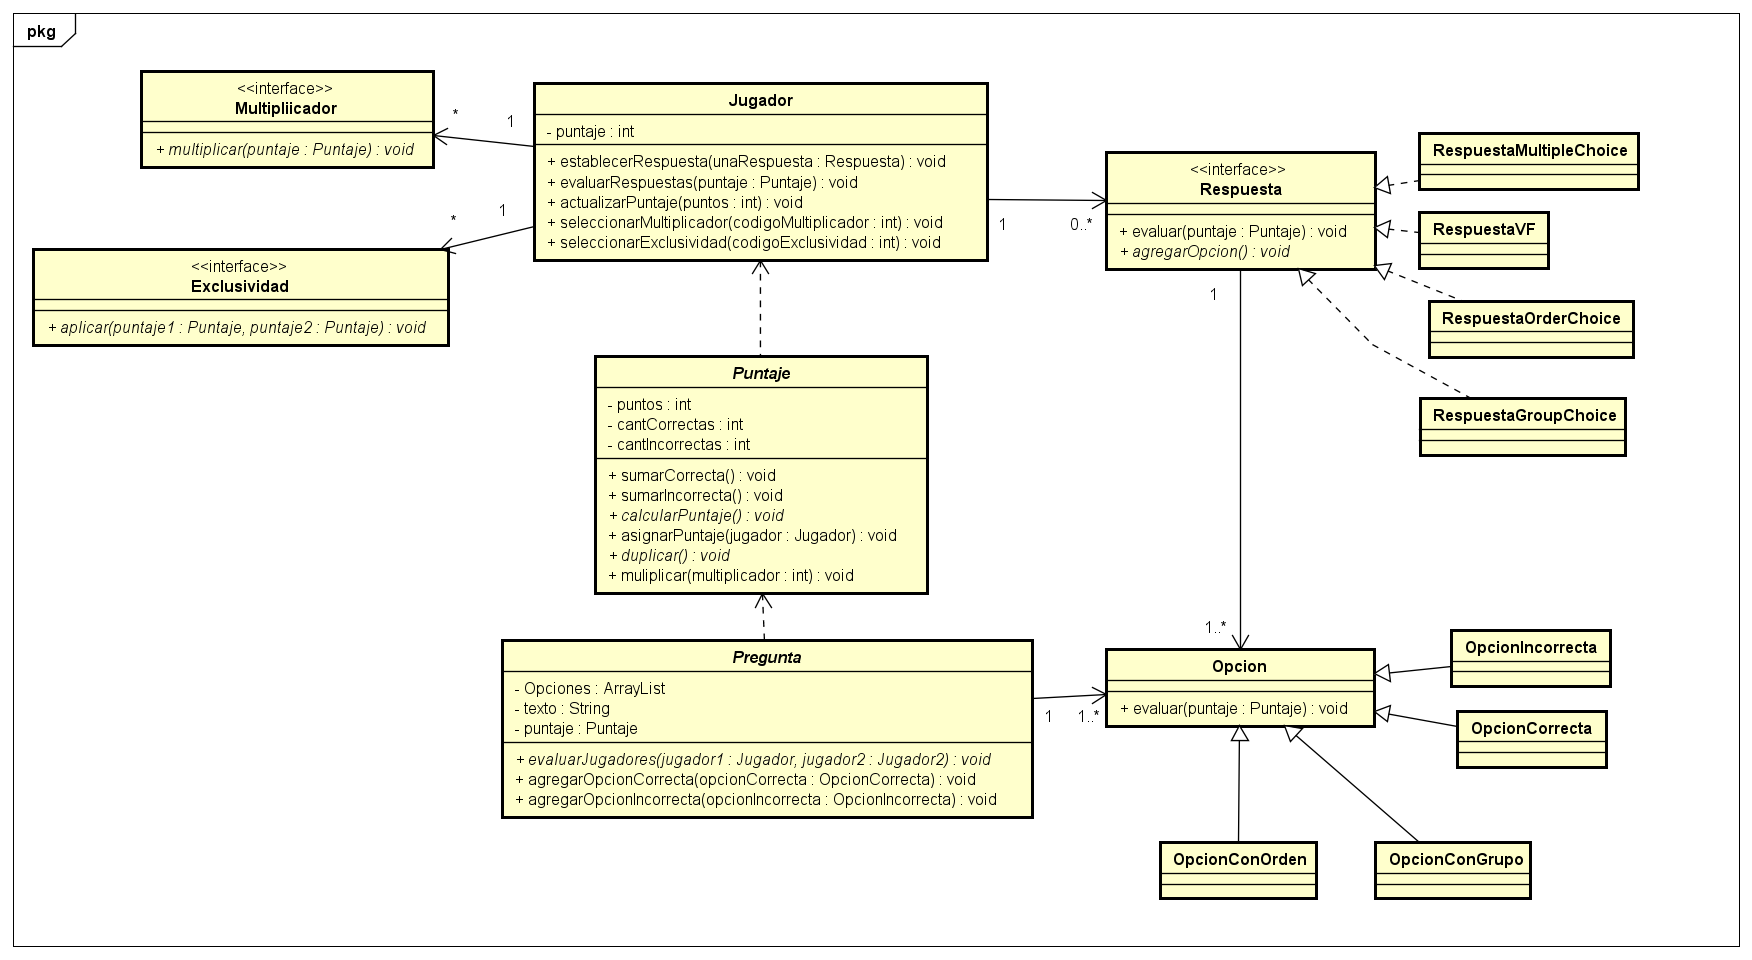 pkg
<<interface>>
Multipliicador
+ multiplicar(puntaje : Puntaje) : void
*
1
Jugador
- puntaje : int
+ establecerRespuesta(unaRespuesta : Respuesta) : void
+ evaluarRespuestas(puntaje : Puntaje) : void
+ actualizarPuntaje(puntos : int) : void
+ seleccionarMultiplicador(codigoMultiplicador : int) : void
+ seleccionarExclusividad(codigoExclusividad : int) : void
*
1
<<interface>>
Exclusividad
+ aplicar(puntaje1 : Puntaje, puntaje2 : Puntaje) : void
1
0..*
<<interface>>
Respuesta
+ evaluar(puntaje : Puntaje) : void
+ agregarOpcion() : void
RespuestaMultipleChoice
RespuestaVF
RespuestaOrderChoice
RespuestaGroupChoice
1
1..*
Puntaje
- puntos : int
- cantCorrectas : int
- cantIncorrectas : int
+ sumarCorrecta() : void
+ sumarIncorrecta() : void
+ calcularPuntaje() : void
+ asignarPuntaje(jugador : Jugador) : void
+ duplicar() : void
+ muliplicar(multiplicador : int) : void
Pregunta
- Opciones : ArrayList
- texto : String
- puntaje : Puntaje
+ evaluarJugadores(jugador1 : Jugador, jugador2 : Jugador2) : void
+ agregarOpcionCorrecta(opcionCorrecta : OpcionCorrecta) : void
+ agregarOpcionIncorrecta(opcionIncorrecta : OpcionIncorrecta) : void
1
1..*
Opcion
+ evaluar(puntaje : Puntaje) : void
OpcionIncorrecta
OpcionCorrecta
OpcionConOrden
OpcionConGrupo